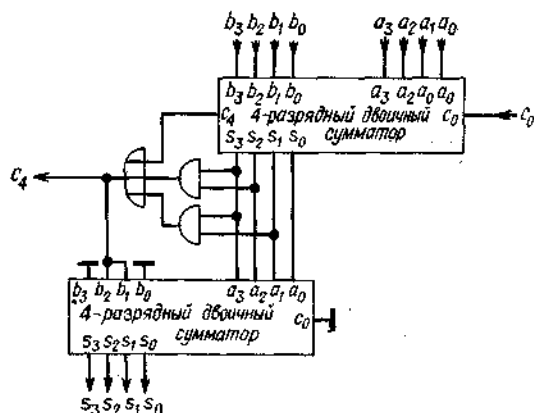 b₃ b₂ b₁ b₀ a₃ a₂ a₁ a₀
b₃ b₂ b₁ b₀ a₃ a₂ a₀ a₀
c₄ 4-разрядный двоичный c₀ c₀
сумматор
s₃ s₂ s₁ s₀
c₄
b₃ b₂ b₁ b₀ a₃ a₂ a₁ a₀
4-разрядный двоичный c₀
сумматор
s₃ s₂ s₁ s₀
s₃ s₂ s₁ s₀